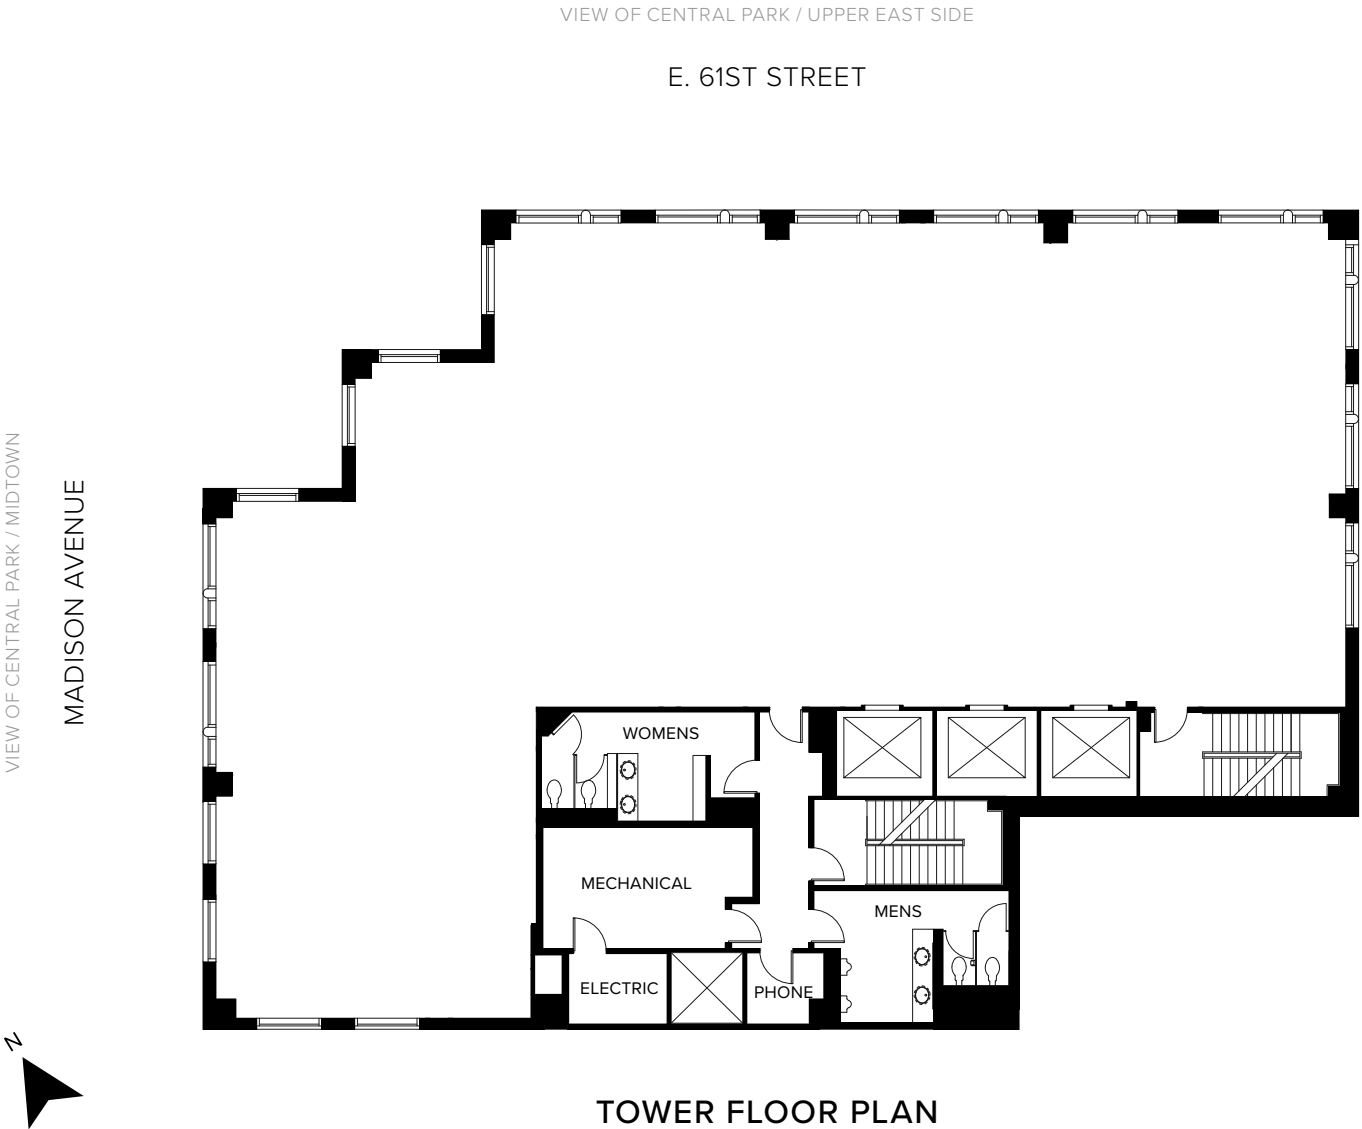 VIEW OF CENTRAL PARK / UPPER EAST SIDE
E. 61ST STREET
VIEW OF CENTRAL PARK / MIDTOWN
MADISON AVENUE
WOMENS
MECHANICAL
MENS
ELECTRIC
PHONE
N
TOWER FLOOR PLAN